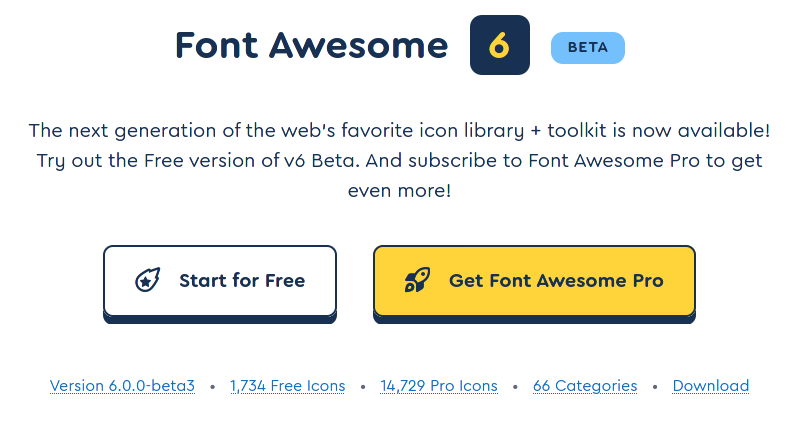 Font Awesome 6 BETA
The next generation of the web's favorite icon library + toolkit is now available!
Try out the Free version of v6 Beta. And subscribe to Font Awesome Pro to get
even more!
Start for Free Get Font Awesome Pro
Version 6.0.0-beta3 • 1,734 Free Icons • 14,729 Pro Icons • 66 Categories • Download